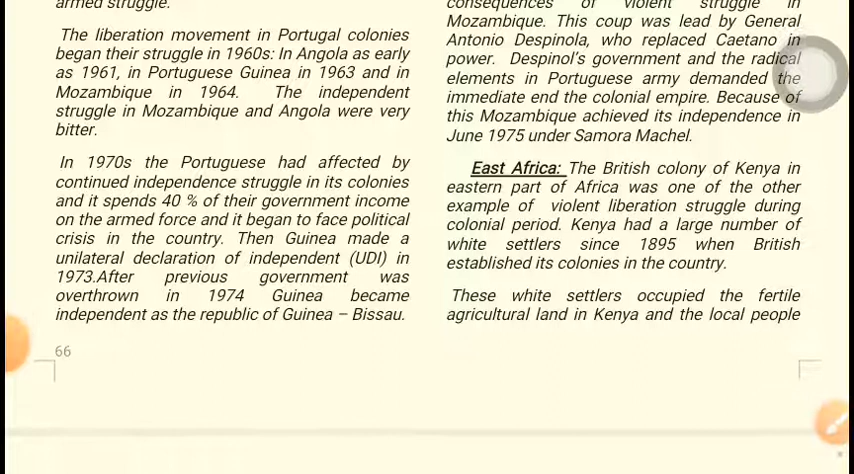 armed struggle.
The liberation movement in Portugal colonies
began their struggle in 1960s: In Angola as early
as 1961, in Portuguese Guinea in 1963 and in
Mozambique in 1964. The independent
struggle in Mozambique and Angola were very
bitter.
In 1970s the Portuguese had affected by
continued independence struggle in its colonies
and it spends 40 % of their government income
on the armed force and it began to face political
crisis in the country. Then Guinea made a
unilateral declaration of independent (UDI) in
1973.After previous government was
overthrown in 1974 Guinea became
independent as the republic of Guinea – Bissau.
66
consequences of violent struggle in
Mozambique. This coup was lead by General
Antonio Despinola, who replaced Caetano in
power. Despinol's government and the radical
elements in Portuguese army demanded the
immediate end the colonial empire. Because of
this Mozambique achieved its independence in
June 1975 under Samora Machel.
East Africa: The British colony of Kenya in
eastern part of Africa was one of the other
example of violent liberation struggle during
colonial period. Kenya had a large number of
white settlers since 1895 when British
established its colonies in the country.
These white settlers occupied the fertile
agricultural land in Kenya and the local people